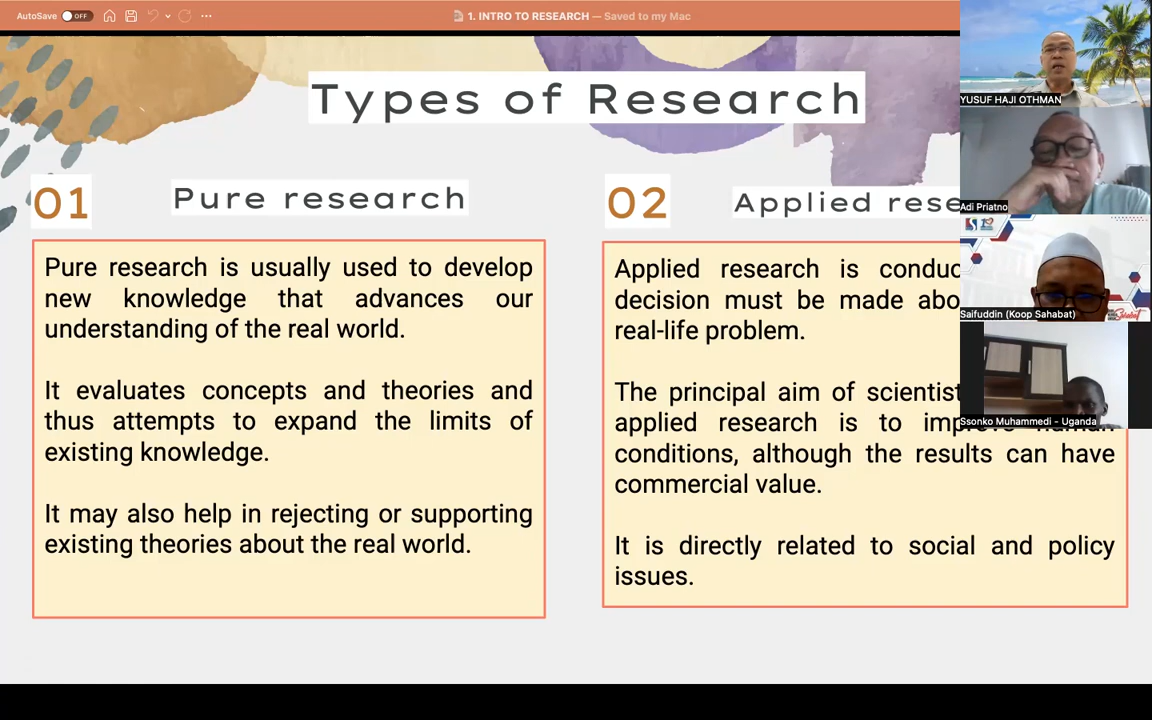 AutoSave OFF
1. INTRO TO RESEARCH — Saved to my Mac
Types of Research
01
Pure research
Pure research is usually used to develop
new knowledge that advances our
understanding of the real world.
It evaluates concepts and theories and
thus attempts to expand the limits of
existing knowledge.
It may also help in rejecting or supporting
existing theories about the real world.
02
Applied rese
Applied research is conduc
decision must be made abo
real-life problem.
The principal aim of scientist
applied research is to improve human
conditions, although the results can have
commercial value.
It is directly related to social and policy
issues.
YUSUF HAJI OTHMAN
Adi Priatno
Saifuddin (Koop Sahabat)
Sahabat
Ssonko Muhammedi - Uganda